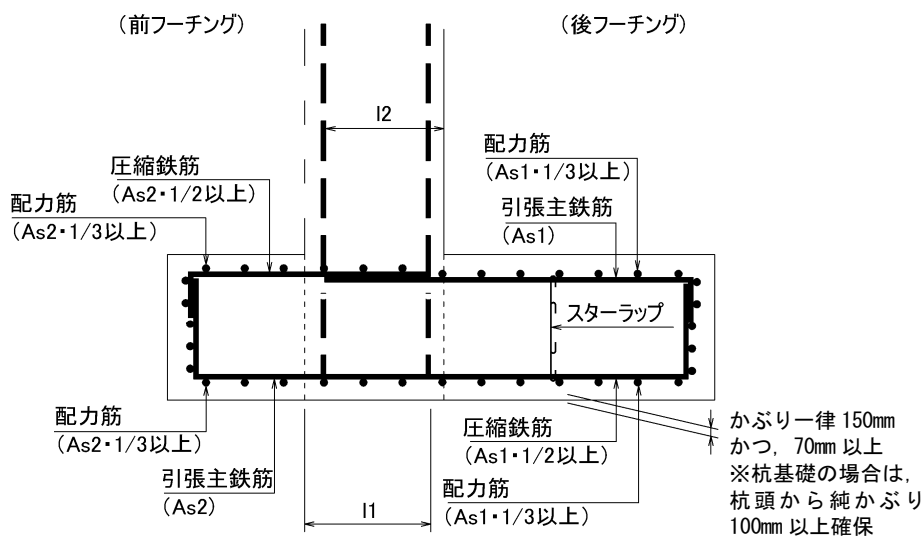 (前フーチング)
(後フーチング)
l2
配力筋
(As1・1/3以上)
圧縮鉄筋
(As2・1/2以上)
配力筋
(As2・1/3以上)
引張主鉄筋
(As1)
スターラップ
配力筋
(As2・1/3以上)
圧縮鉄筋
(As1・1/2以上)
引張主鉄筋
(As2)
配力筋
(As1・1/3以上)
l1
かぶり一律150mm
かつ,70mm以上
※杭基礎の場合は,
杭頭から純かぶり
100mm以上確保